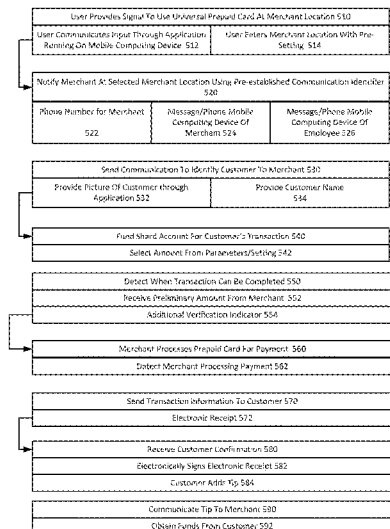 User Provides Signal To Use Universal Prepaid Card At Merchant Location 510
User Communicates Input Through Application
Running On Mobile Computing Device 512
User Enters Merchant Location With Pre-
Setting 514
Notify Merchant At Selected Merchant Location Using Pre-established Communication Identifier
520
Phone Number for Merchant
522
Message/Phone Mobile
Computing Device Of
Merchant 524
Message/Phone Mobile
Computing Device Of
Employee 526
Send Communication To Identify Customer To Merchant 530
Provide Picture Of Customer through
Application 532
Provide Customer Name
534
Fund Shard Account For Customer's Transaction 540
Select Amount From Parameters/Setting 542
Detect When Transaction Can Be Completed 550
Receive Preliminary Amount From Merchant 552
Additional Verification Indicator 554
Merchant Processes Prepaid Card For Payment 560
Detect Merchant Processing Payment 562
Send Transaction Information To Customer 570
Electronic Receipt 572
Receive Customer Confirmation 580
Electronically Signs Electronic Receipt 582
Customer Adds Tip 584
Communicate Tip To Merchant 590
Obtain Funds From Customer 592